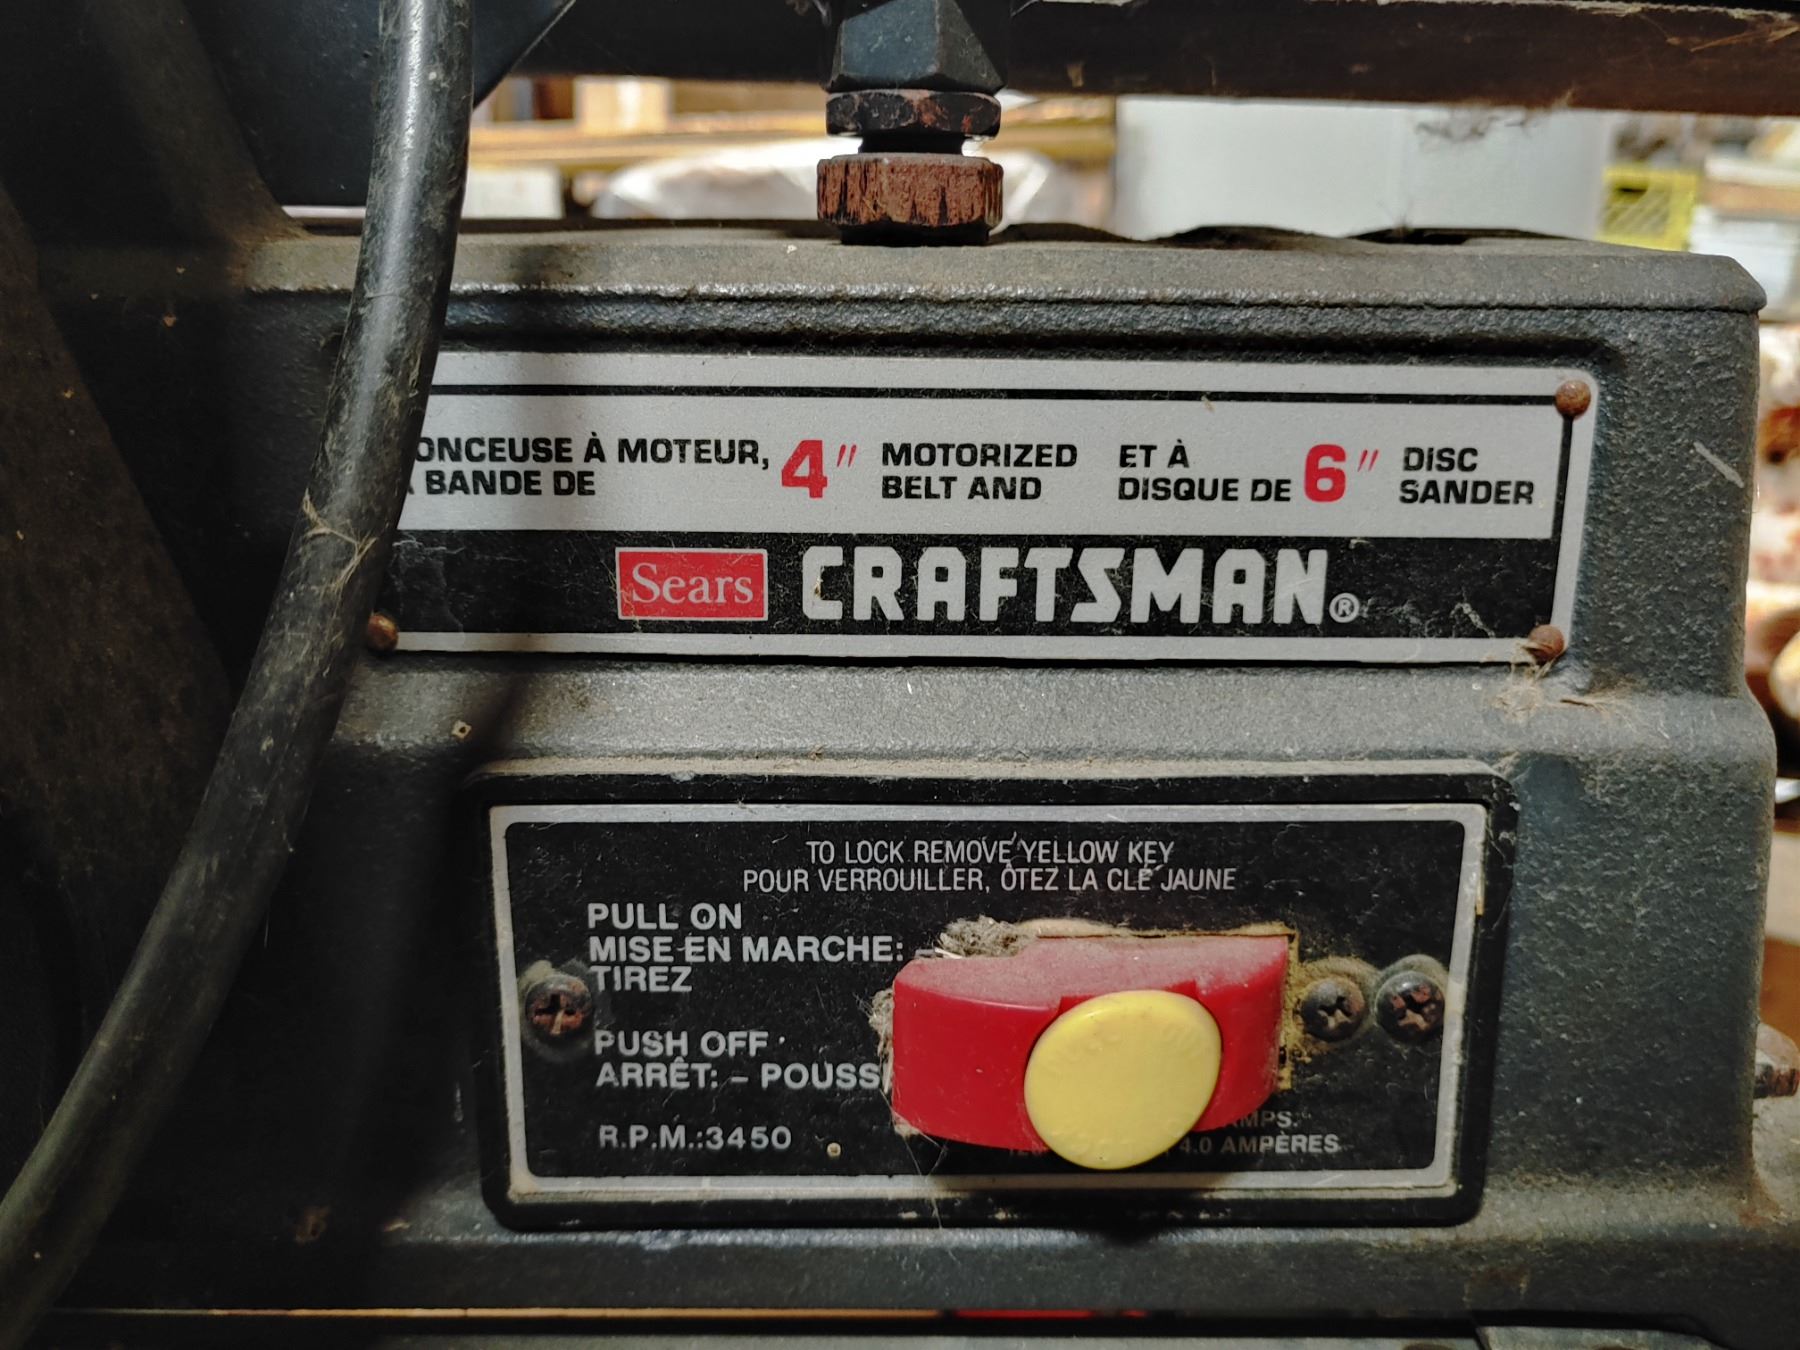 ONCEUSE À MOTEUR, 4" MOTORIZED ET À 6" DISC
BANDE DE BELT AND DISQUE DE SANDER
Sears CRAFTSMAN®
TO LOCK REMOVE YELLOW KEY
POUR VERROUILLER, ÔTEZ LA CLÉ JAUNE
PULL ON
MISE EN MARCHE: –
TIREZ
PUSH OFF
ARRÊT: – POUSS
R.P.M.:3450
AMPS.
4.0 AMPÈRES